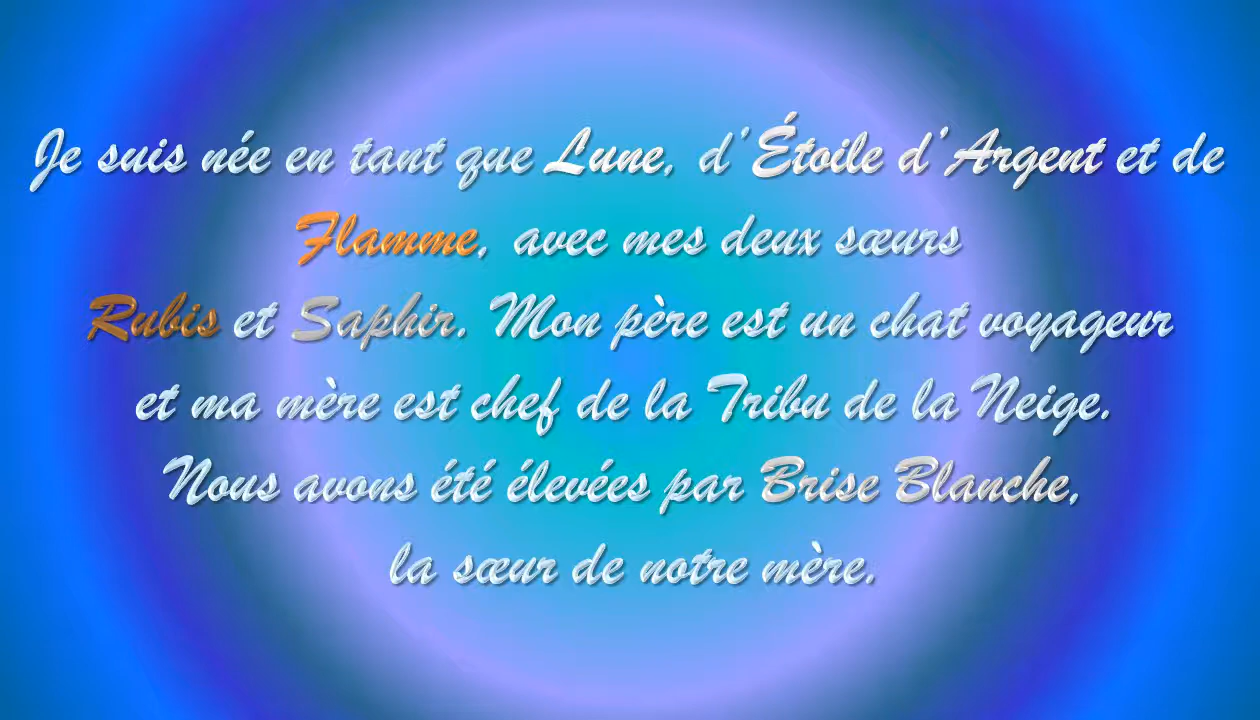 Je suis née en tant que Lune, d'Étoile d'Argent et de
Flamme, avec mes deux sœurs
Rubis et Saphir. Mon père est un chat voyageur
et ma mère est chef de la Tribu de la Neige.
Nous avons été élevées par Brise Blanche,
la sœur de notre mère.